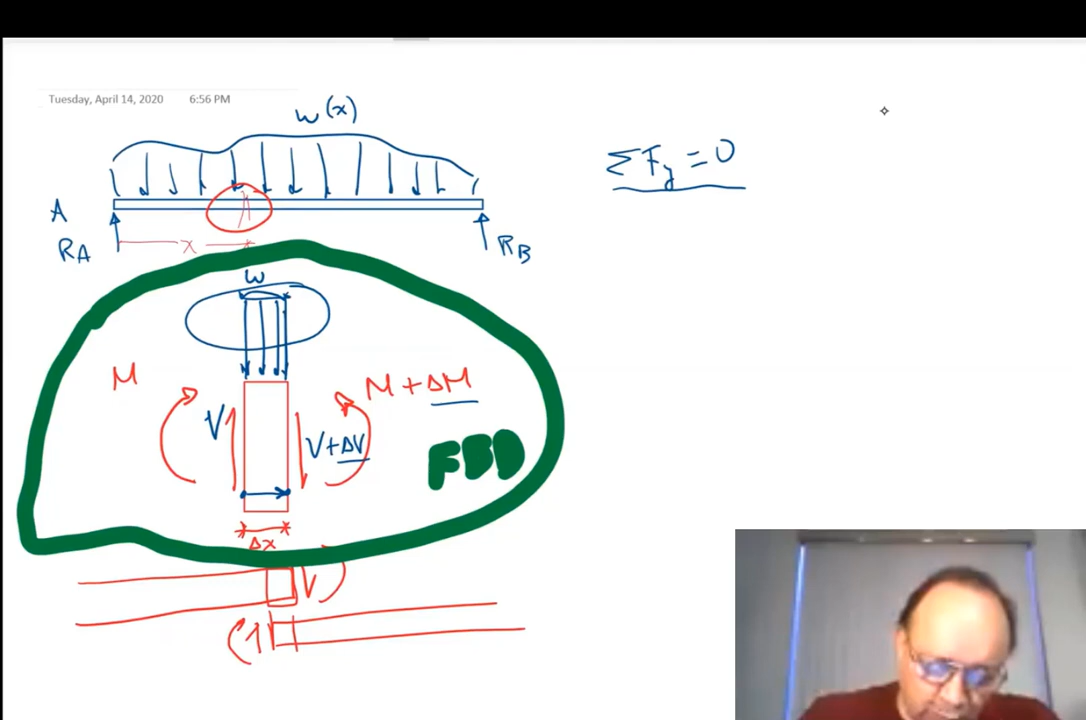 Tuesday, April 14, 2020 6:56 PM
w(x)
ΣFy = 0
A
RA
x
RB
w
M
M + ΔM
V
V+ΔV
FBD
Δx
V